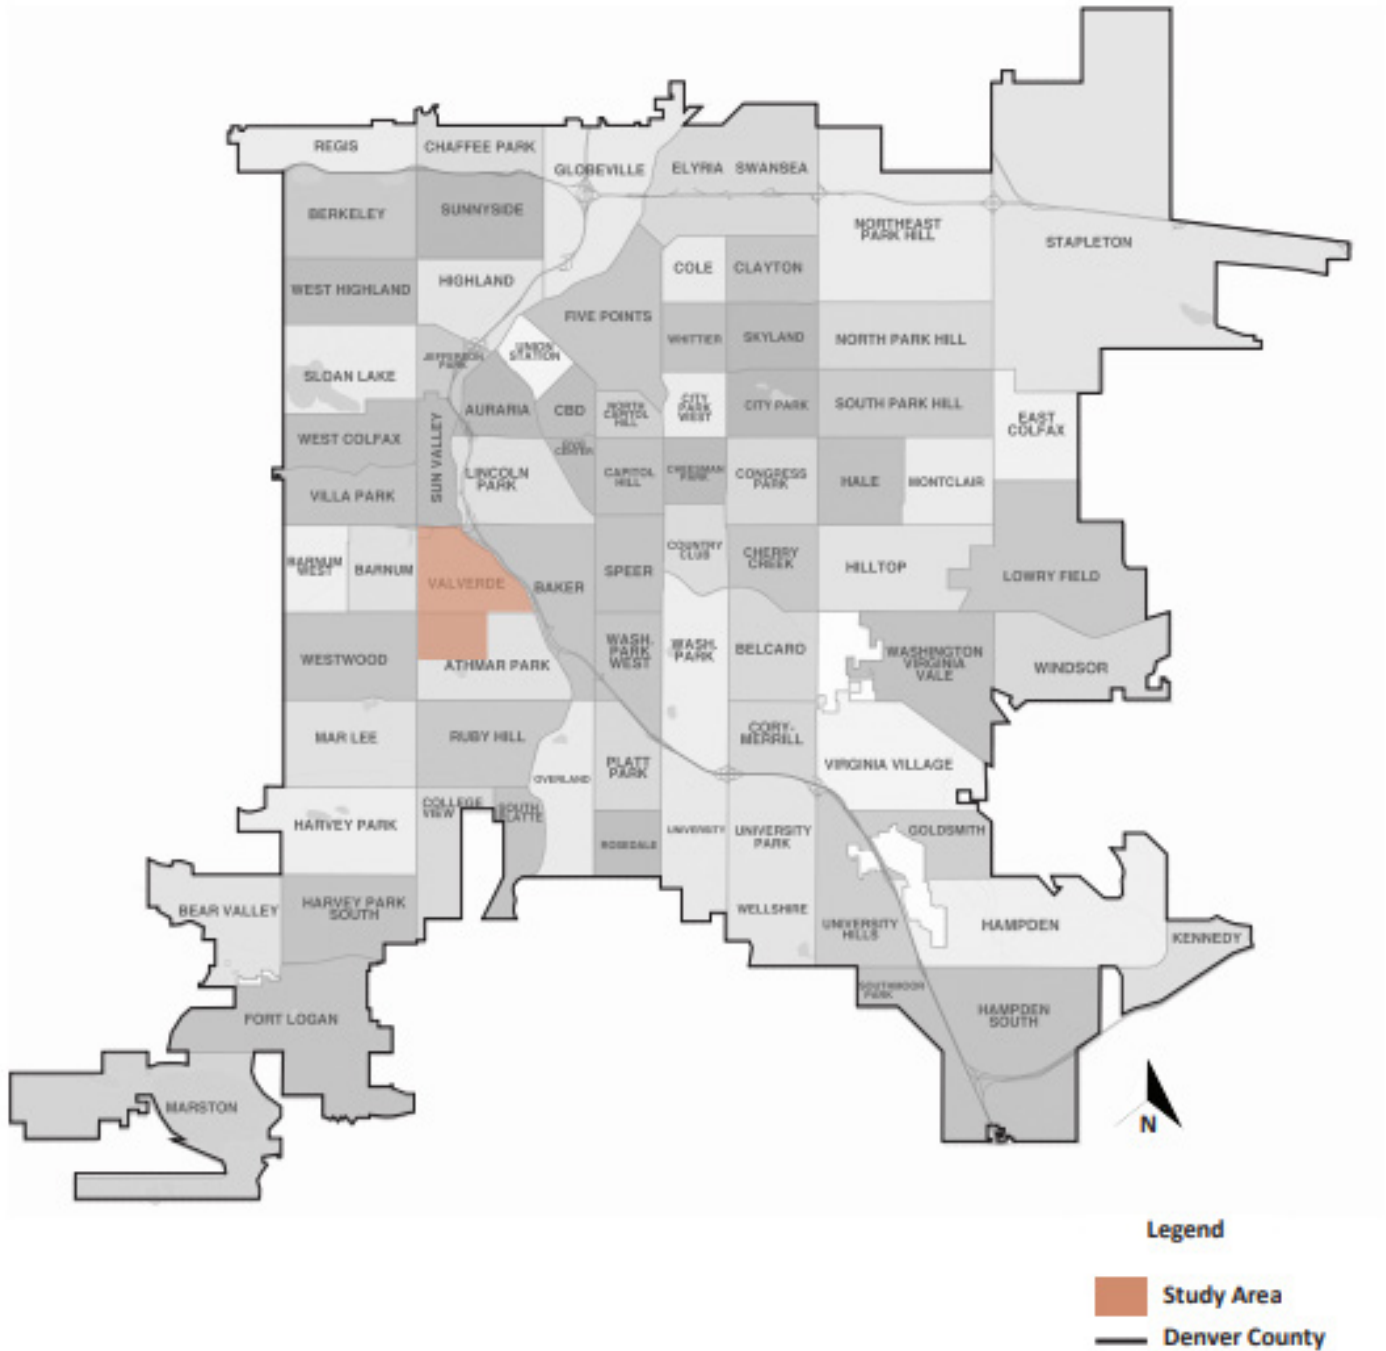 REGIS
CHAFFEE PARK
GLOBEVILLE
ELYRIA SWANSEA
BERKELEY
SUNNYSIDE
NORTHEAST
PARK HILL
STAPLETON
WEST HIGHLAND
HIGHLAND
COLE
CLAYTON
FIVE POINTS
JEFFERSON
PARK
UNION
STATION
WHITTIER
SKYLAND
NORTH PARK HILL
SLOAN LAKE
AURARIA
CBD
NORTH
CAPITOL
HILL
CITY
PARK
WEST
CITY PARK
SOUTH PARK HILL
EAST
COLFAX
WEST COLFAX
SUN VALLEY
CIVIC
CENTER
LINCOLN
PARK
CAPITOL
HILL
CHEESMAN
PARK
CONGRESS
PARK
HALE
MONTCLAIR
VILLA PARK
BARNUM
WEST
BARNUM
VALVERDE
BAKER
SPEER
COUNTRY
CLUB
CHERRY
CREEK
HILLTOP
LOWRY FIELD
WESTWOOD
ATHMAR PARK
WASH.
PARK
WEST
WASH.
PARK
BELCARO
WASHINGTON
VIRGINIA
VALE
WINDSOR
MAR LEE
RUBY HILL
OVERLAND
PLATT
PARK
CORY-
MERRILL
VIRGINIA VILLAGE
HARVEY PARK
COLLEGE
VIEW
SOUTH
PLATTE
ROSEDALE
UNIVERSITY
UNIVERSITY
PARK
GOLDSMITH
BEAR VALLEY
HARVEY PARK
SOUTH
WELLSHIRE
UNIVERSITY
HILLS
HAMPDEN
KENNEDY
FORT LOGAN
SOUTHMOOR
PARK
HAMPDEN
SOUTH
MARSTON
N
Legend
Study Area
Denver County